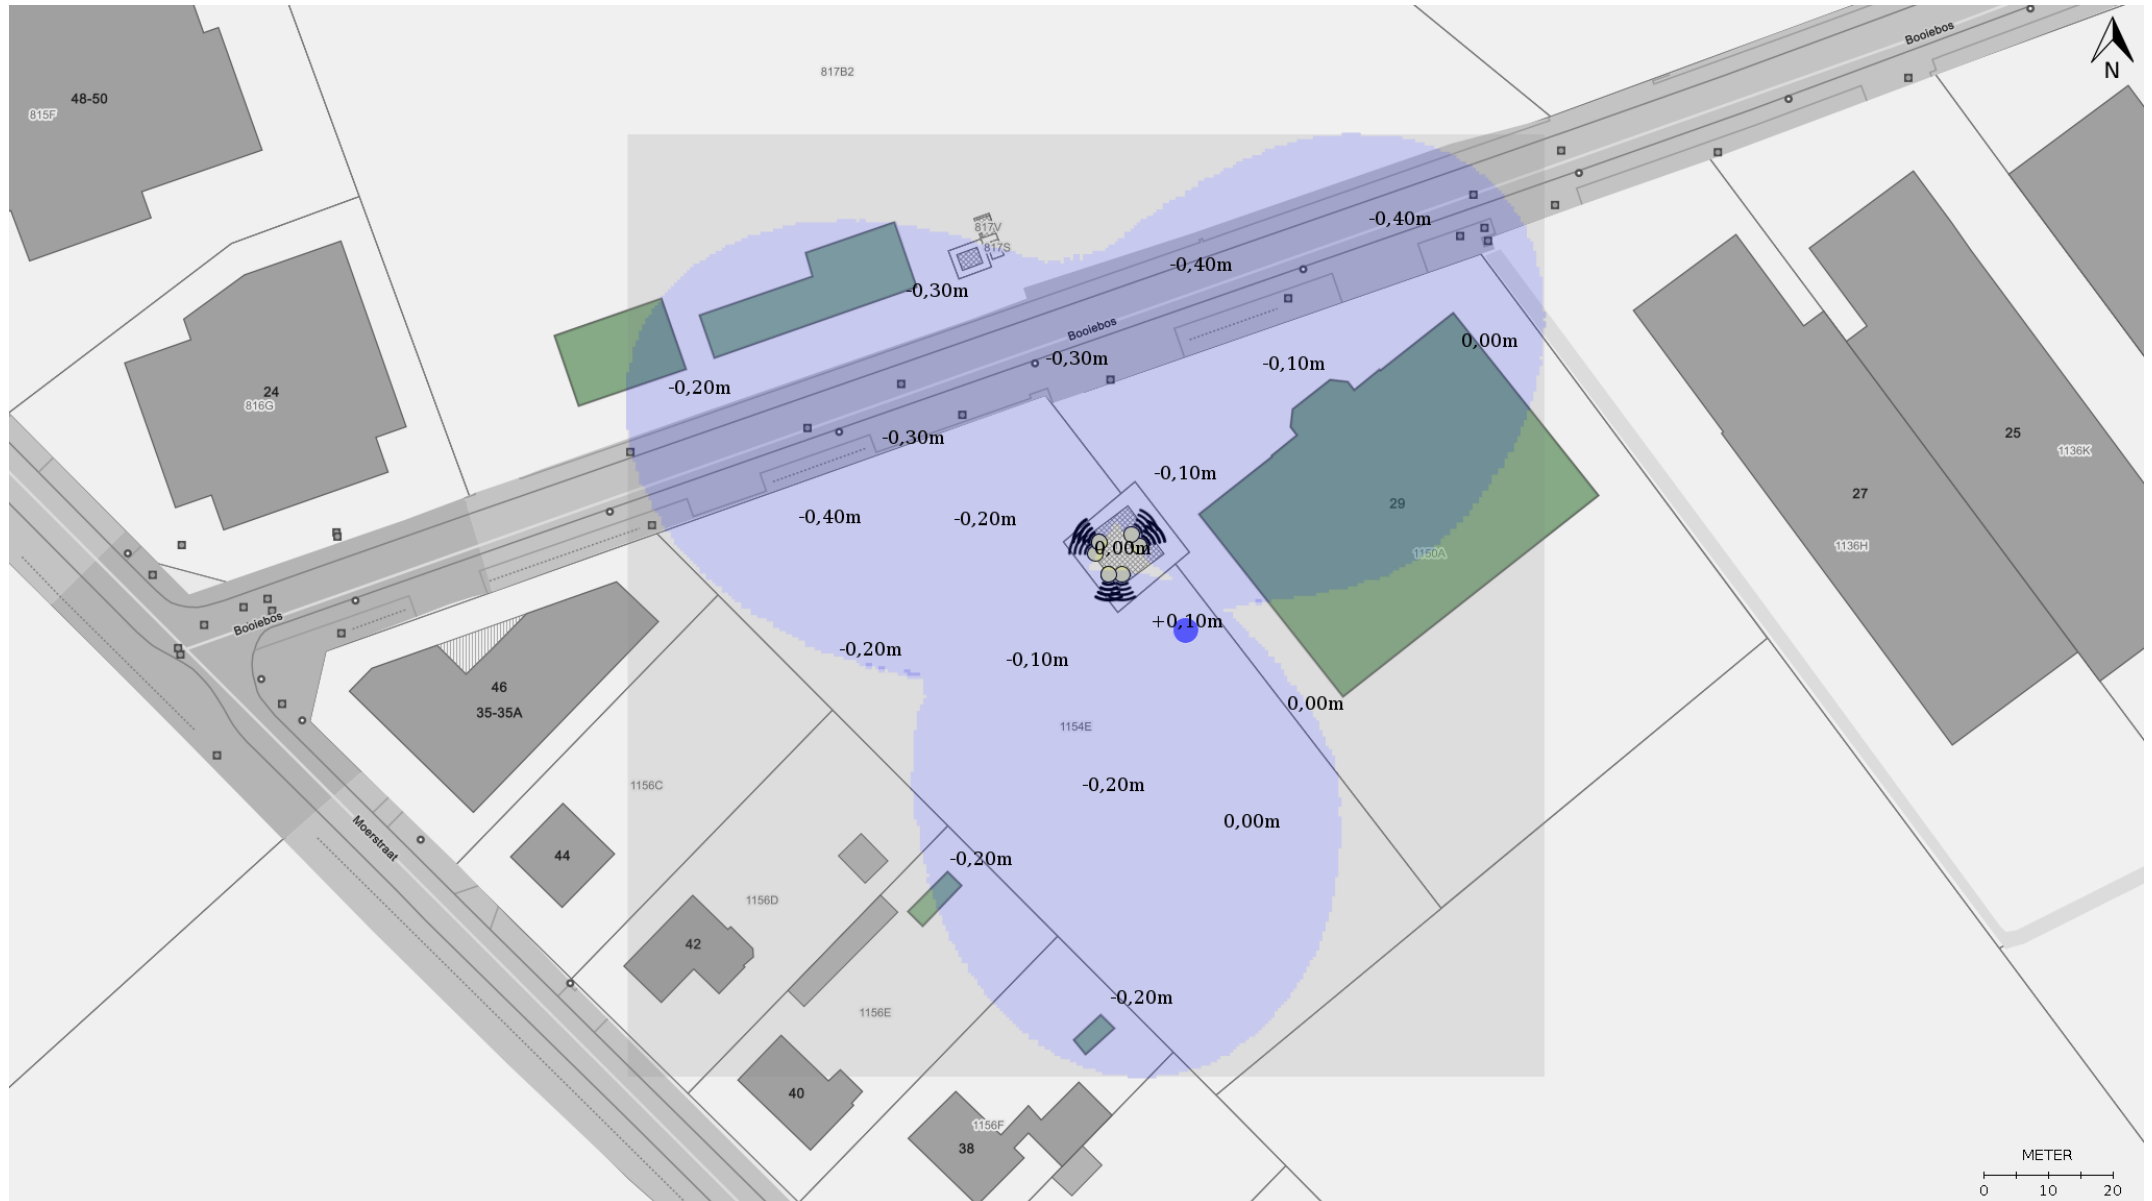 Booiebos
N
817B2
48-50
815F
-0,40m
817V
817S
-0,40m
-0,30m
Booiebos
0,00m
-0,30m
-0,10m
-0,20m
24
816G
-0,30m
25
1136K
-0,10m
27
29
-0,40m
-0,20m
1136H
1150A
0,00m
Booiebos
+0,10m
-0,20m
-0,10m
46
35-35A
0,00m
1154E
1156C
-0,20m
0,00m
Moerstraat
44
-0,20m
1156D
42
-0,20m
1156E
40
1156F
38
METER
0 10 20